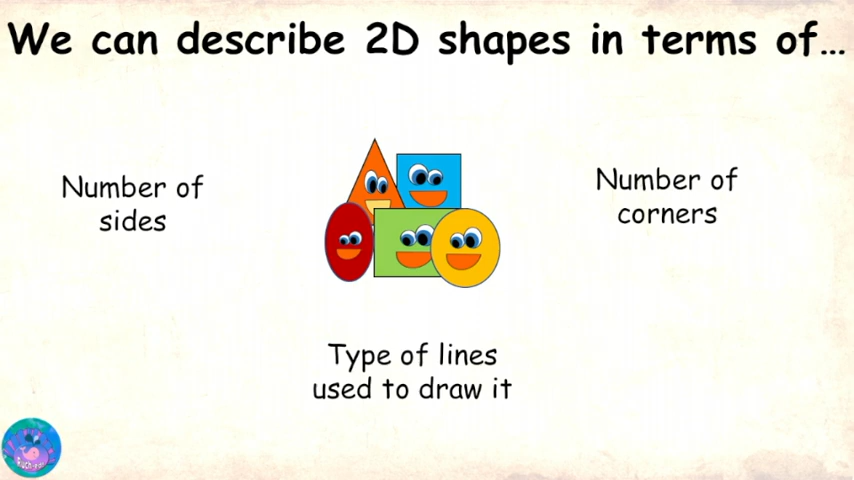 We can describe 2D shapes in terms of...
Number of
sides
Number of
corners
Type of lines
used to draw it